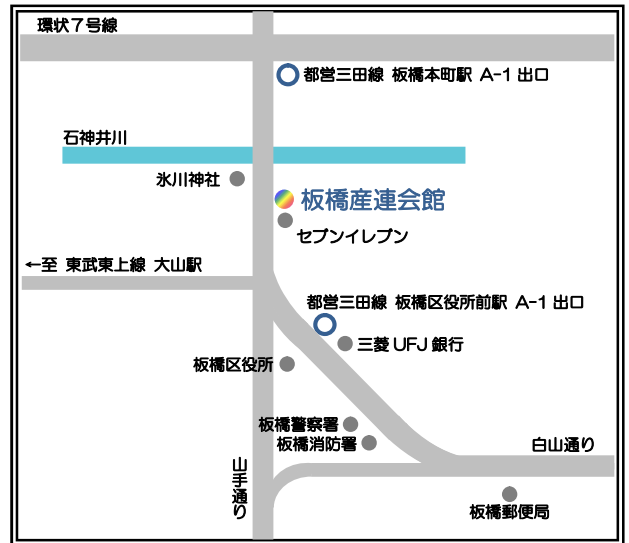 環状7号線
都営三田線 板橋本町駅 A-1 出口
石神井川
氷川神社
板橋産連会館
セブンイレブン
←至 東武東上線 大山駅
都営三田線 板橋区役所前駅 A-1 出口
三菱UFJ銀行
板橋区役所
板橋警察署
板橋消防署
白山通り
山手通り
板橋郵便局